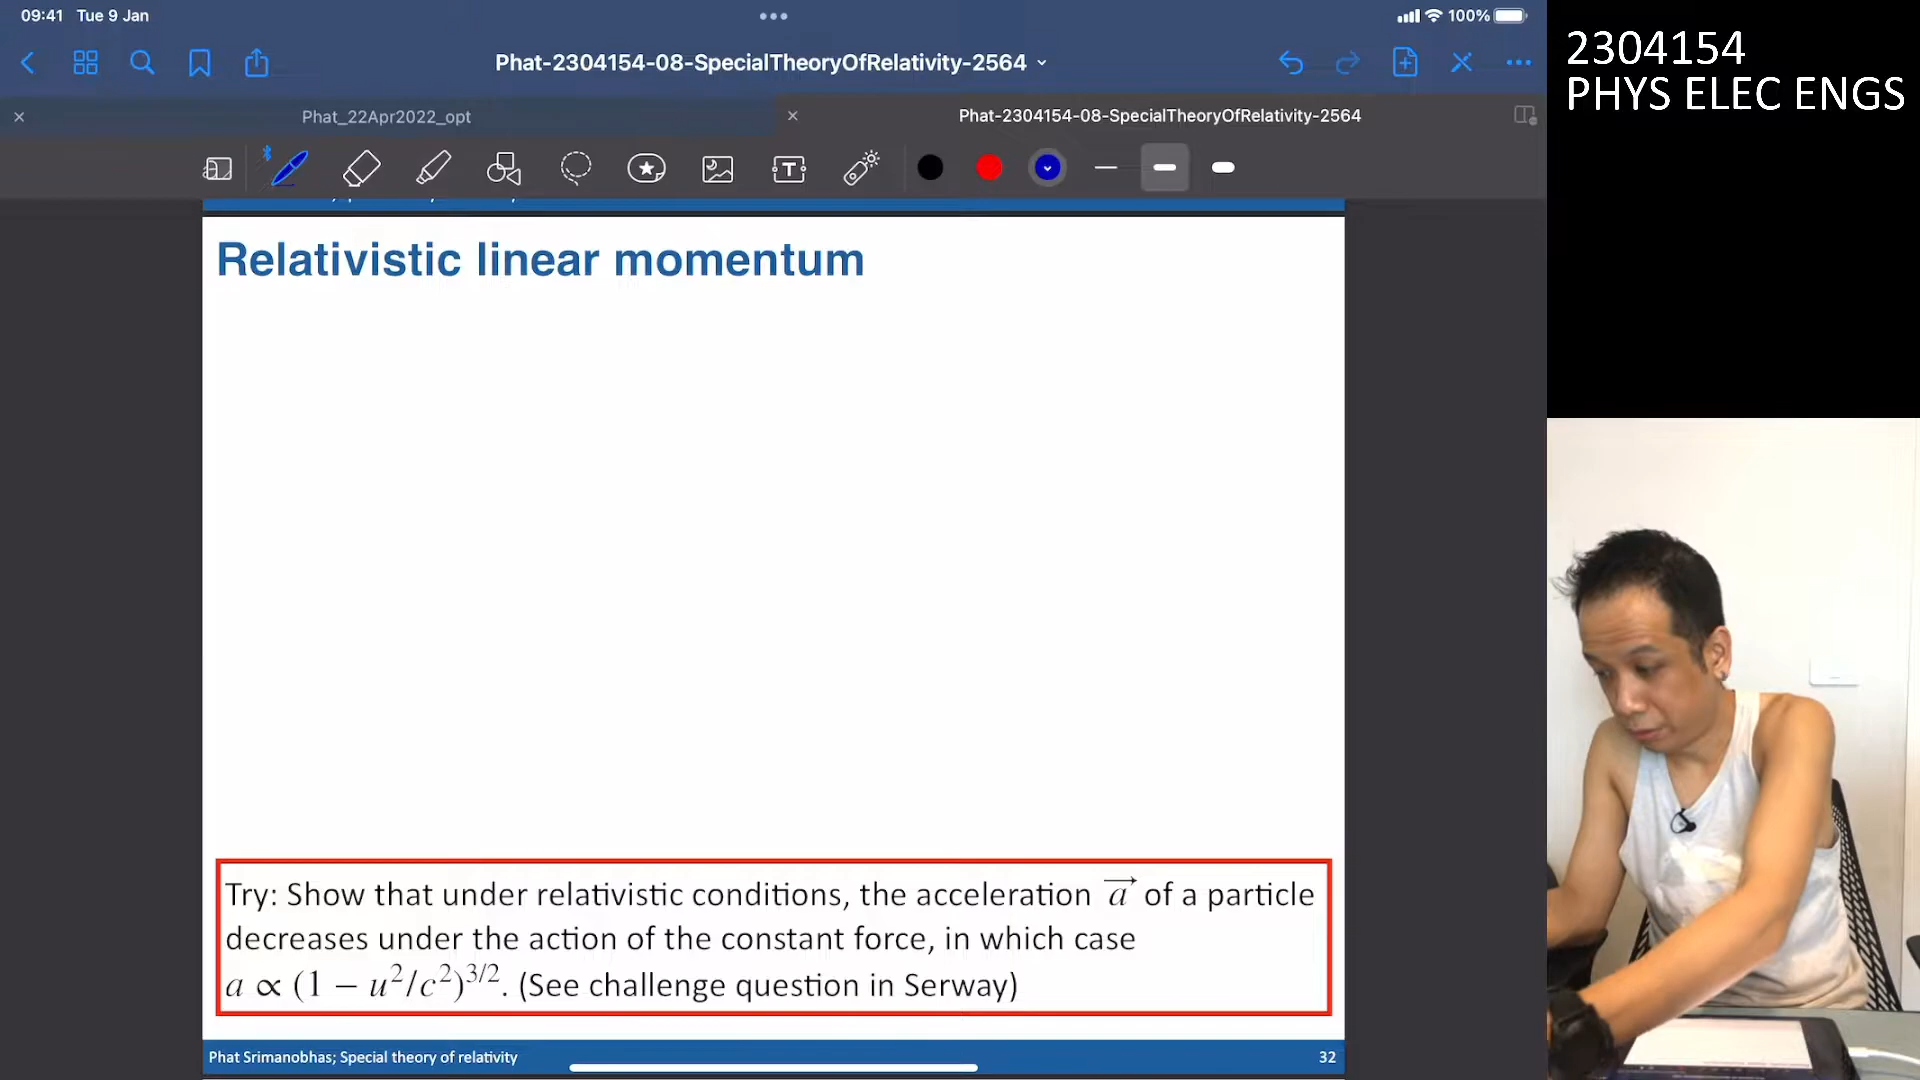 09:41 Tue 9 Jan
100%
Phat-2304154-08-SpecialTheoryOfRelativity-2564
Phat_22Apr2022_opt
Phat-2304154-08-SpecialTheoryOfRelativity-2564
T
2304154
PHYS ELEC ENGS
Relativistic linear momentum
Try: Show that under relativistic conditions, the acceleration $\vec{a}$ of a particle
decreases under the action of the constant force, in which case
a ∝ (1 − u²/c²)³/². (See challenge question in Serway)
Phat Srimanobhas; Special theory of relativity
32